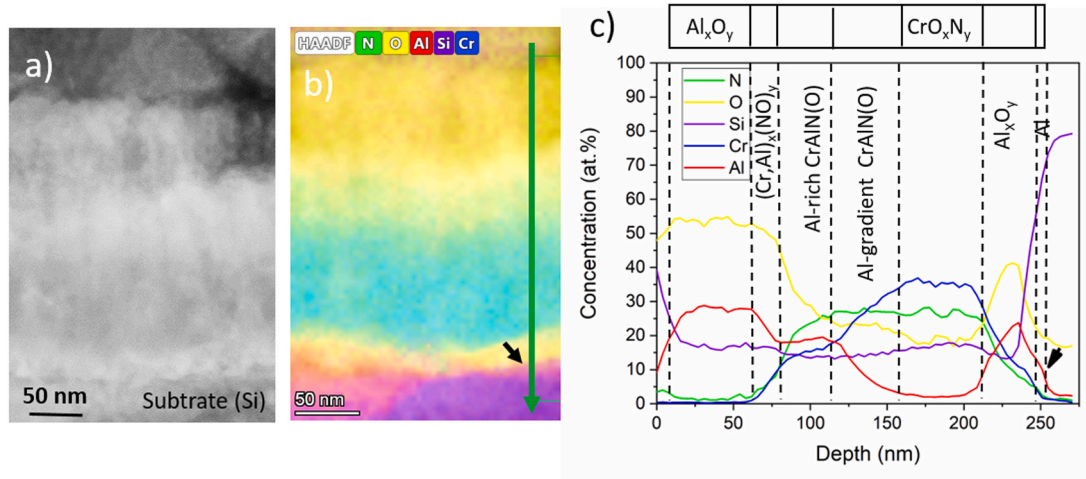 a)
50 nm
Subtrate (Si)
HAADF N O Al Si Cr
b)
50 nm
c)
AlxOy
CrOxNy
Concentration (at.%)
100
90
80
70
60
50
40
30
20
10
0
N
O
Si
Cr
Al
(Cr,Al)x(NO)y
Al-rich CrAlN(O)
Al-gradient CrAlN(O)
AlxOy
Al
0 50 100 150 200 250
Depth (nm)